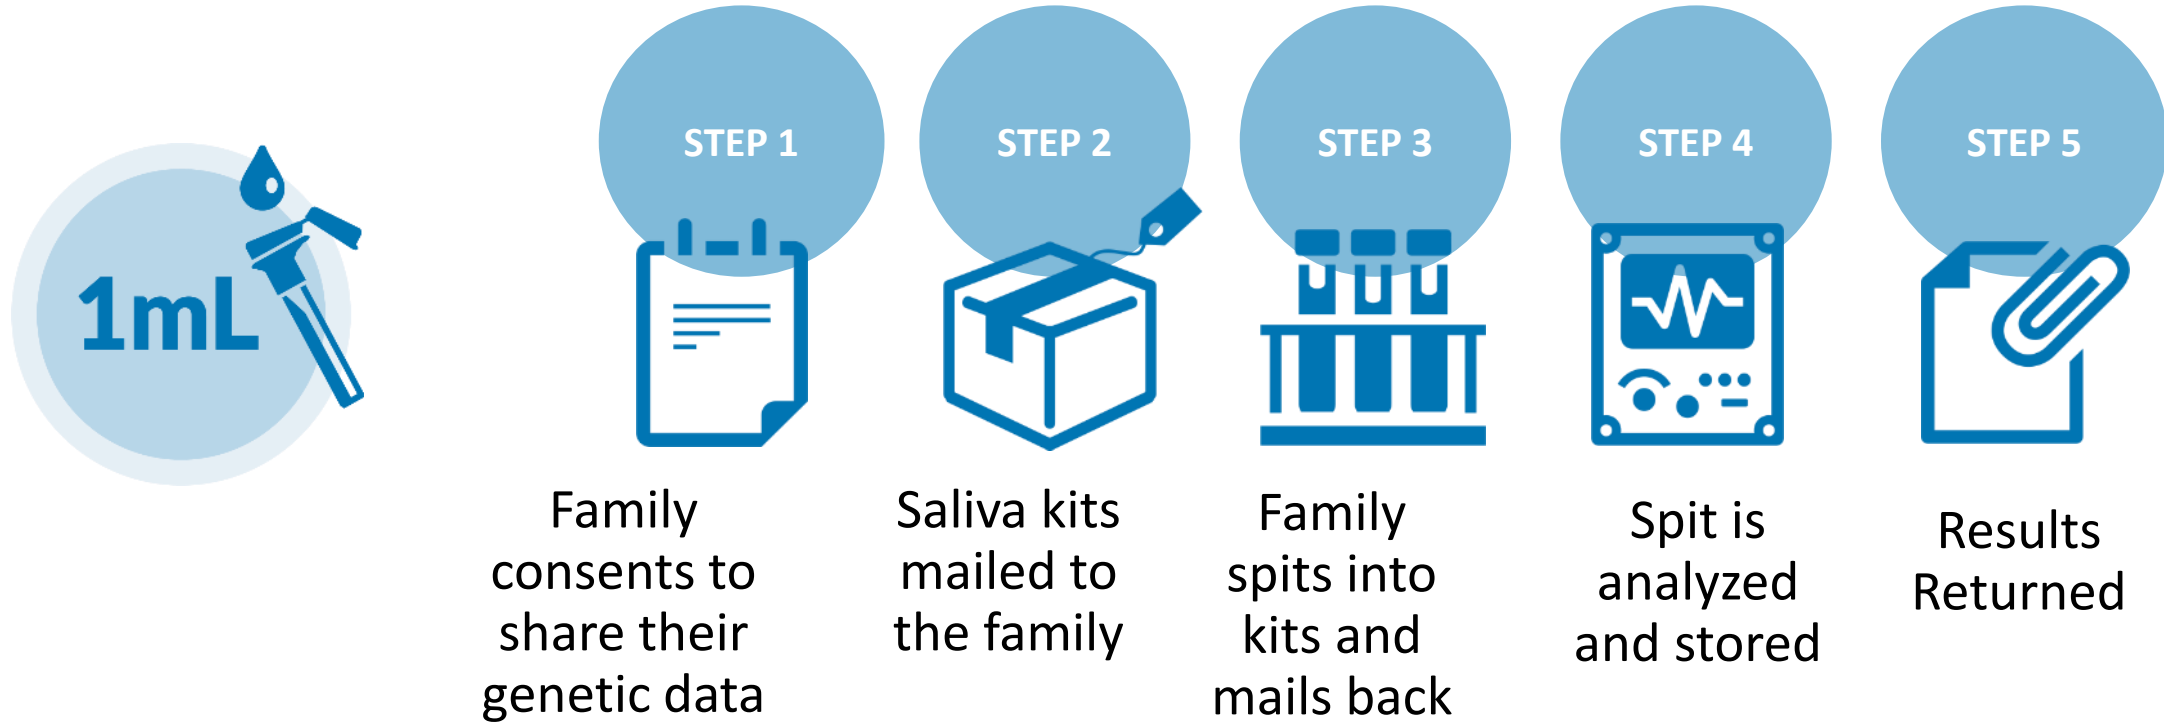 1mL
STEP 1
Family
consents to
share their
genetic data
STEP 2
Saliva kits
mailed to
the family
STEP 3
Family
spits into
kits and
mails back
STEP 4
Spit is
analyzed
and stored
STEP 5
Results
Returned